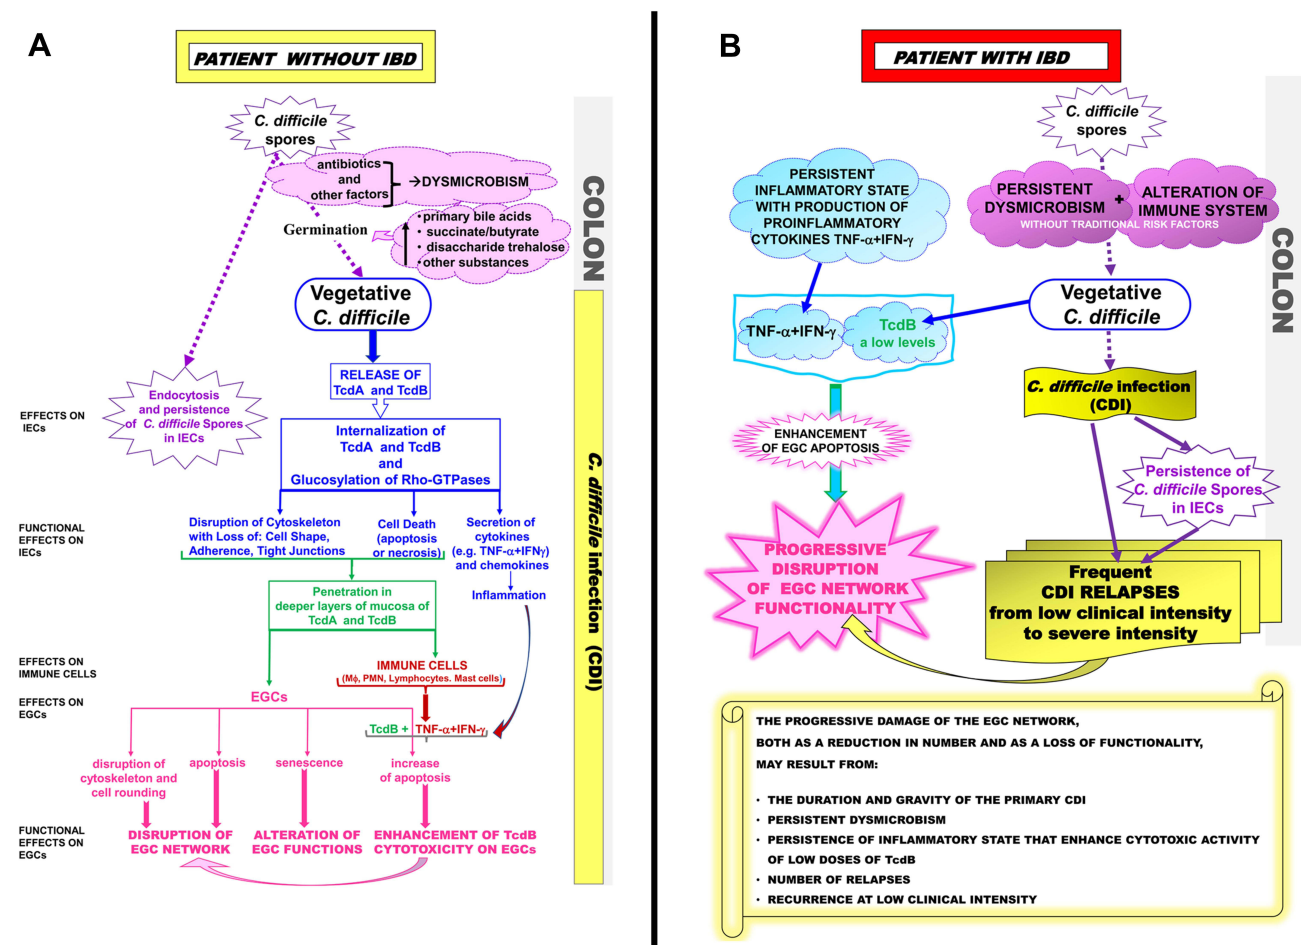 A
PATIENT WITHOUT IBD
C. difficile
spores
antibiotics
and
other factors
→DYSMICROBISM
• primary bile acids
• succinate/butyrate
• disaccharide trehalose
• other substances
Germination
Vegetative
C. difficile
COLON
RELEASE OF
TcdA and TcdB
Endocytosis
and persistence
of C. difficile Spores
in IECs
EFFECTS ON
IECs
Internalization of
TcdA and TcdB
and
Glucosylation of Rho-GTPases
FUNCTIONAL
EFFECTS ON
IECs
Disruption of Cytoskeleton
with Loss of: Cell Shape,
Adherence, Tight Junctions
Cell Death
(apoptosis
or necrosis)
Secretion of
cytokines
(e.g. TNF-α+IFNγ)
and chemokines
Inflammation
Penetration in
deeper layers of mucosa of
TcdA and TcdB
C. difficile infection (CDI)
EFFECTS ON
IMMUNE CELLS
IMMUNE CELLS
(Mϕ, PMN, Lymphocytes. Mast cells)
EFFECTS ON
EGCs
EGCs
TcdB + TNF-α+IFN-γ
disruption of
cytoskeleton and
cell rounding
apoptosis
senescence
increase
of apoptosis
FUNCTIONAL
EFFECTS ON
EGCs
DISRUPTION OF
EGC NETWORK
ALTERATION OF
EGC FUNCTIONS
ENHANCEMENT OF TcdB
CYTOTOXICITY ON EGCs
B
PATIENT WITH IBD
C. difficile
spores
PERSISTENT
INFLAMMATORY STATE
WITH PRODUCTION OF
PROINFLAMMATORY
CYTOKINES TNF-α+IFN-γ
PERSISTENT
DYSMICROBISM
+
ALTERATION OF
IMMUNE SYSTEM
WITHOUT TRADITIONAL RISK FACTORS
COLON
Vegetative
C. difficile
TNF-α+IFN-γ
TcdB
a low levels
C. difficile infection
(CDI)
ENHANCEMENT
OF EGC APOPTOSIS
Persistence of
C. difficile Spores
in IECs
PROGRESSIVE
DISRUPTION
OF EGC NETWORK
FUNCTIONALITY
Frequent
CDI RELAPSES
from low clinical intensity
to severe intensity
THE PROGRESSIVE DAMAGE OF THE EGC NETWORK,
BOTH AS A REDUCTION IN NUMBER AND AS A LOSS OF FUNCTIONALITY,
MAY RESULT FROM:
• THE DURATION AND GRAVITY OF THE PRIMARY CDI
• PERSISTENT DYSMICROBISM
• PERSISTENCE OF INFLAMMATORY STATE THAT ENHANCE CYTOTOXIC ACTIVITY
OF LOW DOSES OF TcdB
• NUMBER OF RELAPSES
• RECURRENCE AT LOW CLINICAL INTENSITY